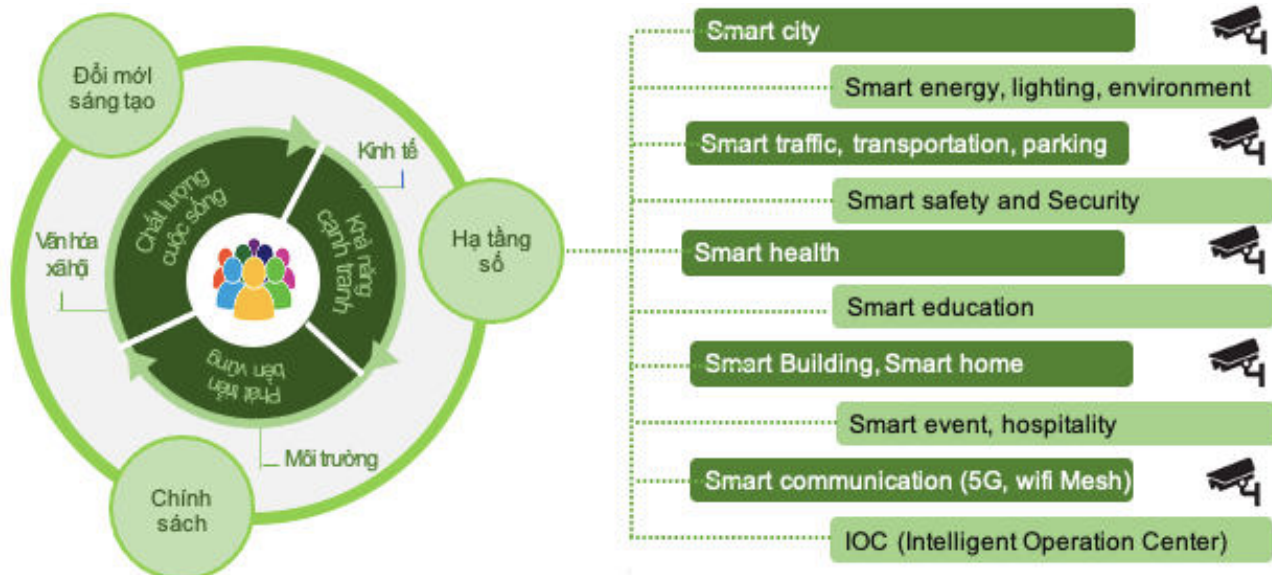 Đổi mới
sáng tạo
Kinh tế
Chất lượng
cuộc sống
Khả năng
cạnh tranh
Văn hóa
xã hội
Hạ tầng
số
Phát triển
bền vững
Môi trường
Chính
sách
Smart city
Smart energy, lighting, environment
Smart traffic, transportation, parking
Smart safety and Security
Smart health
Smart education
Smart Building, Smart home
Smart event, hospitality
Smart communication (5G, wifi Mesh)
IOC (Intelligent Operation Center)